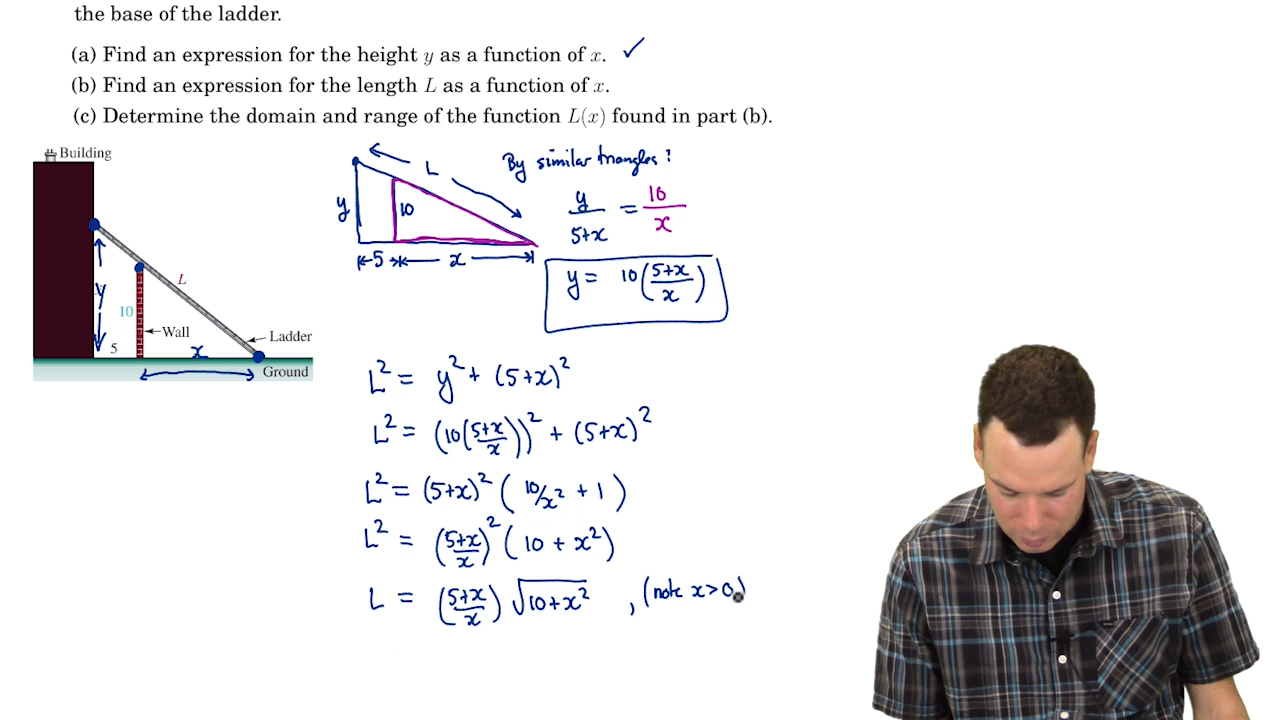 the base of the ladder.
(a) Find an expression for the height y as a function of x. ✓
(b) Find an expression for the length L as a function of x.
(c) Determine the domain and range of the function L(x) found in part (b).
Building
L
10
y
Wall
Ladder
5
x
Ground
L
y
10
5
x
By similar triangles:
y/(5+x) = 10/x
y = 10((5+x)/x)
L² = y² + (5+x)²
L² = (10((5+x)/x))² + (5+x)²
L² = (5+x)² (10/x² + 1)
L² = ((5+x)/x)² (10 + x²)
L = ((5+x)/x) √(10+x²) , (note x>0)